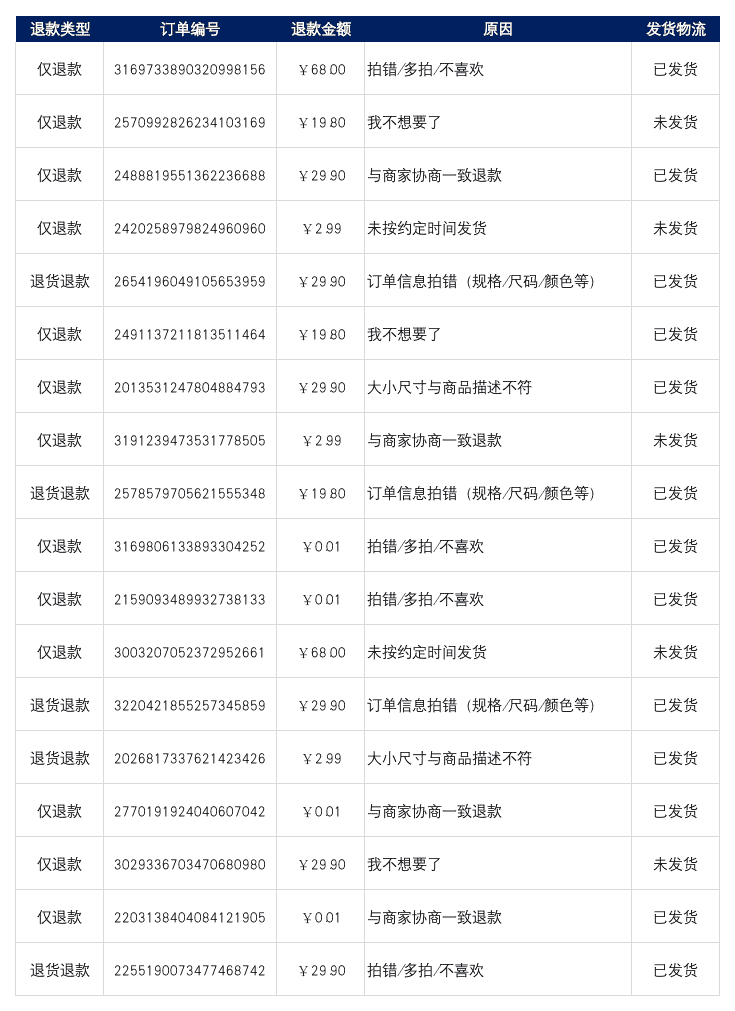 退款类型 订单编号 退款金额 原因 发货物流
仅退款 3169733890320998156 ¥68.00 拍错/多拍/不喜欢 已发货
仅退款 2570992826234103169 ¥19.80 我不想要了 未发货
仅退款 2488819551362236688 ¥29.90 与商家协商一致退款 已发货
仅退款 2420258979824960960 ¥2.99 未按约定时间发货 未发货
退货退款 2654196049105653959 ¥29.90 订单信息拍错（规格/尺码/颜色等） 已发货
仅退款 2491137211813511464 ¥19.80 我不想要了 已发货
仅退款 2013531247804884793 ¥29.90 大小尺寸与商品描述不符 已发货
仅退款 3191239473531778505 ¥2.99 与商家协商一致退款 未发货
退货退款 2578579705621555348 ¥19.80 订单信息拍错（规格/尺码/颜色等） 已发货
仅退款 3169806133893304252 ¥0.01 拍错/多拍/不喜欢 已发货
仅退款 2159093489932738133 ¥0.01 拍错/多拍/不喜欢 已发货
仅退款 3003207052372952661 ¥68.00 未按约定时间发货 未发货
退货退款 3220421855257345859 ¥29.90 订单信息拍错（规格/尺码/颜色等） 已发货
退货退款 2026817337621423426 ¥2.99 大小尺寸与商品描述不符 已发货
仅退款 2770191924040607042 ¥0.01 与商家协商一致退款 已发货
仅退款 3029336703470680980 ¥29.90 我不想要了 未发货
仅退款 2203138404084121905 ¥0.01 与商家协商一致退款 已发货
退货退款 2255190073477468742 ¥29.90 拍错/多拍/不喜欢 已发货